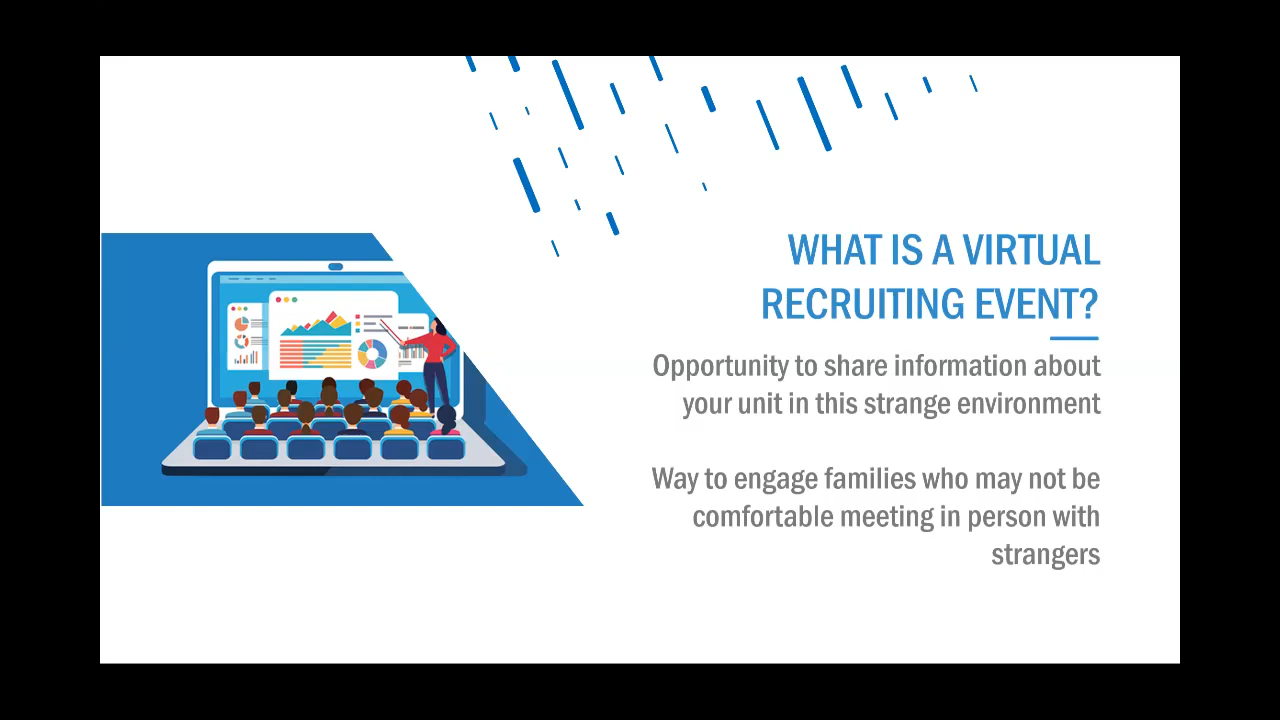 WHAT IS A VIRTUAL
RECRUITING EVENT?
Opportunity to share information about
your unit in this strange environment
Way to engage families who may not be
comfortable meeting in person with
strangers